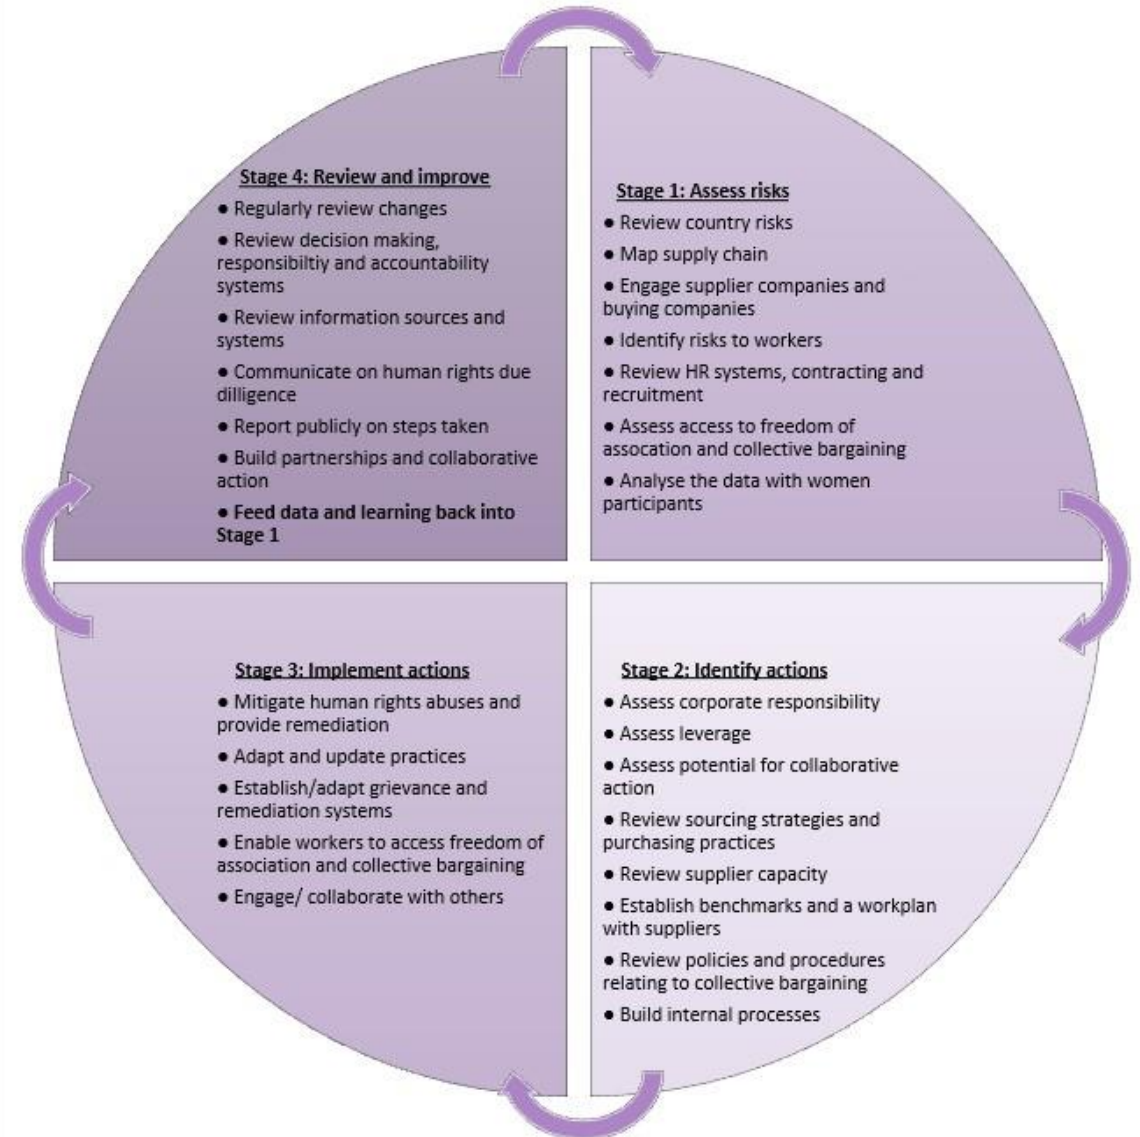 Stage 4: Review and improve
● Regularly review changes
● Review decision making,
responsibiltiy and accountability
systems
● Review information sources and
systems
● Communicate on human rights due
dilligence
● Report publicly on steps taken
● Build partnerships and collaborative
action
● Feed data and learning back into
Stage 1
Stage 1: Assess risks
● Review country risks
● Map supply chain
● Engage supplier companies and
buying companies
● Identify risks to workers
● Review HR systems, contracting and
recruitment
● Assess access to freedom of
assocation and collective bargaining
● Analyse the data with women
participants
Stage 3: Implement actions
● Mitigate human rights abuses and
provide remediation
● Adapt and update practices
● Establish/adapt grievance and
remediation systems
● Enable workers to access freedom of
association and collective bargaining
● Engage/ collaborate with others
Stage 2: Identify actions
● Assess corporate responsibility
● Assess leverage
● Assess potential for collaborative
action
● Review sourcing strategies and
purchasing practices
● Review supplier capacity
● Establish benchmarks and a workplan
with suppliers
● Review policies and procedures
relating to collective bargaining
● Build internal processes